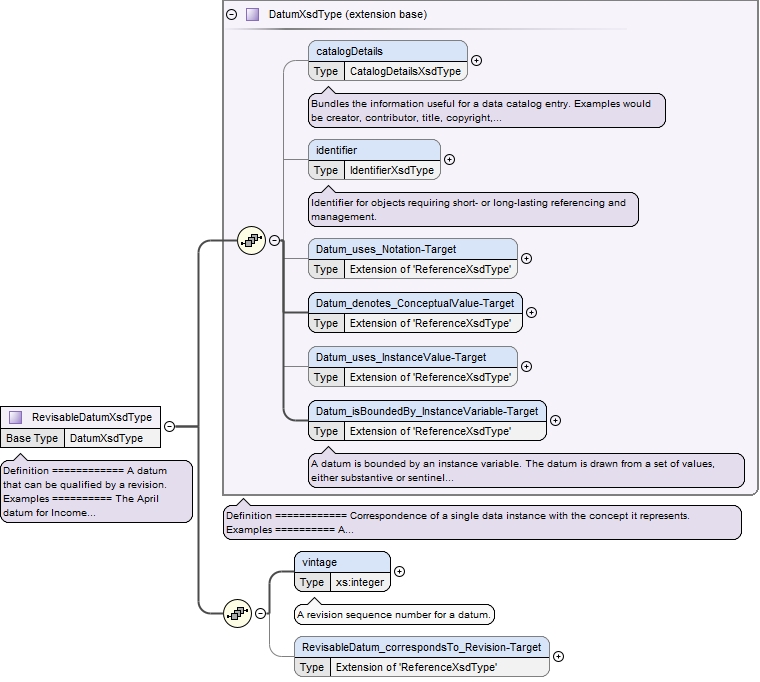 DatumXsdType (extension base)
catalogDetails
Type CatalogDetailsXsdType
Bundles the information useful for a data catalog entry. Examples would
be creator, contributor, title, copyright,...
identifier
Type IdentifierXsdType
Identifier for objects requiring short- or long-lasting referencing and
management.
Datum_uses_Notation-Target
Type Extension of 'ReferenceXsdType'
Datum_denotes_ConceptualValue-Target
Type Extension of 'ReferenceXsdType'
Datum_uses_InstanceValue-Target
Type Extension of 'ReferenceXsdType'
Datum_isBoundedBy_InstanceVariable-Target
Type Extension of 'ReferenceXsdType'
A datum is bounded by an instance variable. The datum is drawn from a set of values,
either substantive or sentinel...
RevisableDatumXsdType
Base Type DatumXsdType
Definition ============ A datum
that can be qualified by a revision.
Examples ========== The April
datum for Income...
Definition ============ Correspondence of a single data instance with the concept it represents.
Examples ========== A...
vintage
Type xs:integer
A revision sequence number for a datum.
RevisableDatum_correspondsTo_Revision-Target
Type Extension of 'ReferenceXsdType'